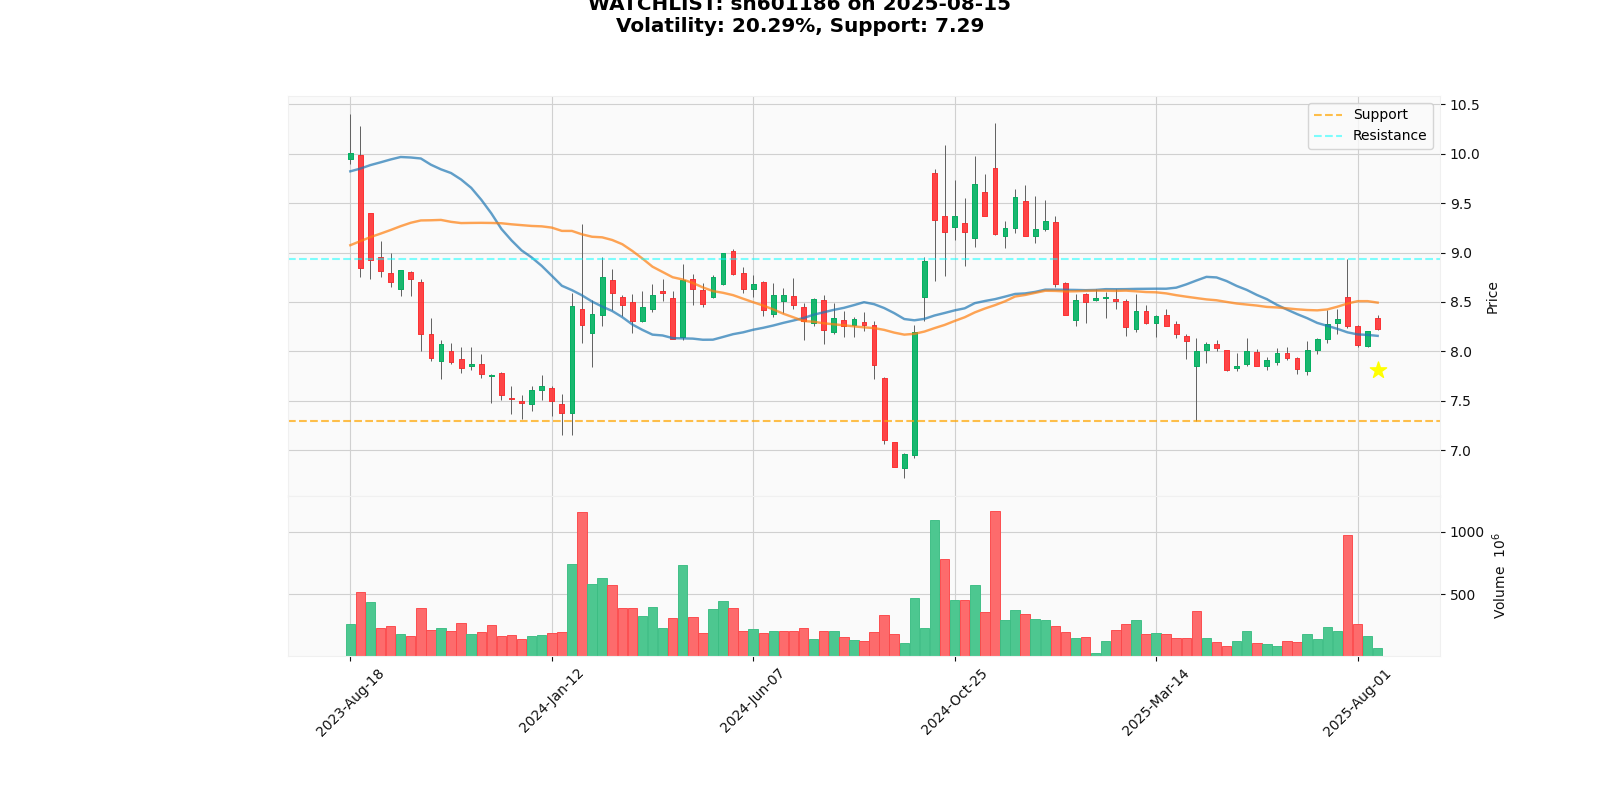 WATCHLIST: sh601186 on 2025-08-15
Volatility: 20.29%, Support: 7.29
Support
Resistance
10.5
10.0
9.5
9.0
8.5
8.0
7.5
7.0
Price
1000
500
Volume 10⁶
2023-Aug-18
2024-Jan-12
2024-Jun-07
2024-Oct-25
2025-Mar-14
2025-Aug-01